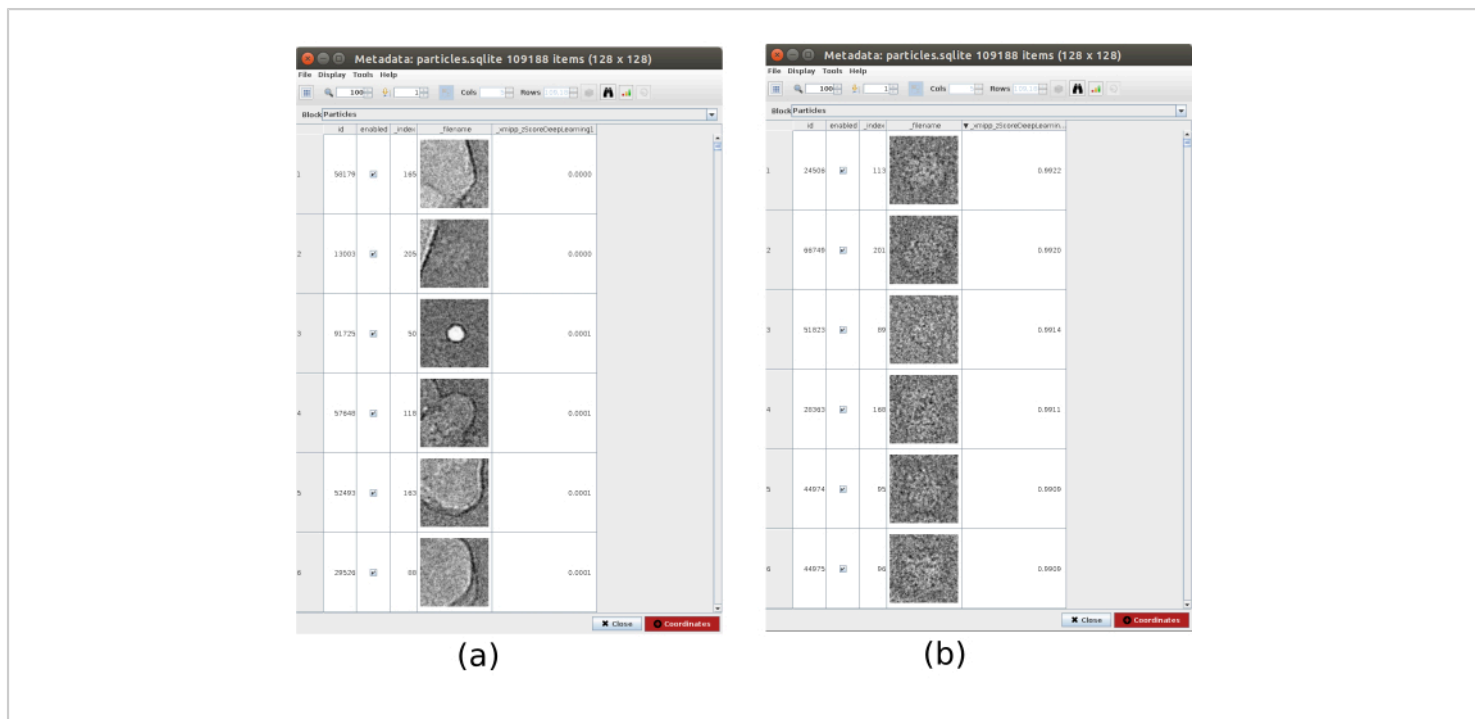 Metadata: particles.sqlite 109188 items (128 x 128)
File Display Tools Help
100 1 Cols Rows
Block Particles
id enabled _index _filename _xmipp_zScoreDeepLearning1
1 58179 165 0.0000
2 13003 205 0.0000
3 91725 50 0.0001
4 57648 118 0.0001
5 52493 163 0.0001
6 29526 88 0.0001
Close Coordinates
(a)
Metadata: particles.sqlite 109188 items (128 x 128)
File Display Tools Help
100 1 Cols Rows
Block Particles
id enabled _index _filename ▼ _xmipp_zScoreDeepLearnin...
1 24506 113 0.9922
2 66749 201 0.9920
3 51823 89 0.9914
4 28363 168 0.9911
5 44974 95 0.9909
6 44975 96 0.9909
Close Coordinates
(b)